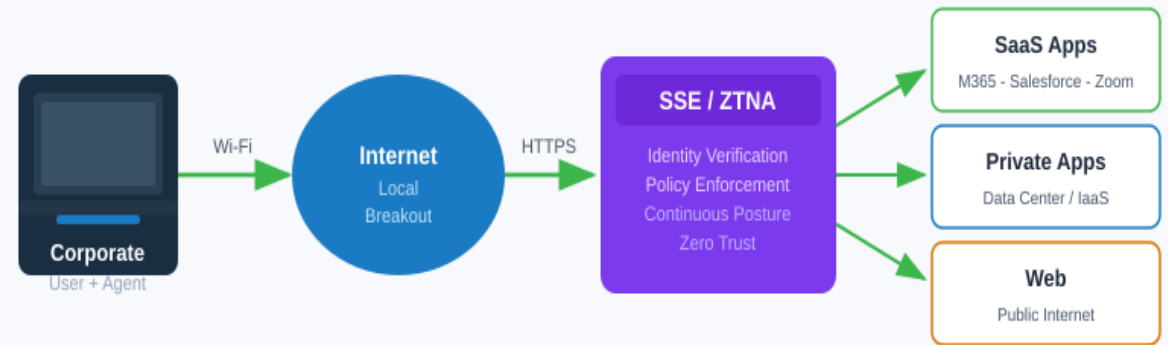 Corporate
User + Agent
Wi-Fi
Internet
Local
Breakout
HTTPS
SSE / ZTNA
Identity Verification
Policy Enforcement
Continuous Posture
Zero Trust
SaaS Apps
M365 - Salesforce - Zoom
Private Apps
Data Center / IaaS
Web
Public Internet